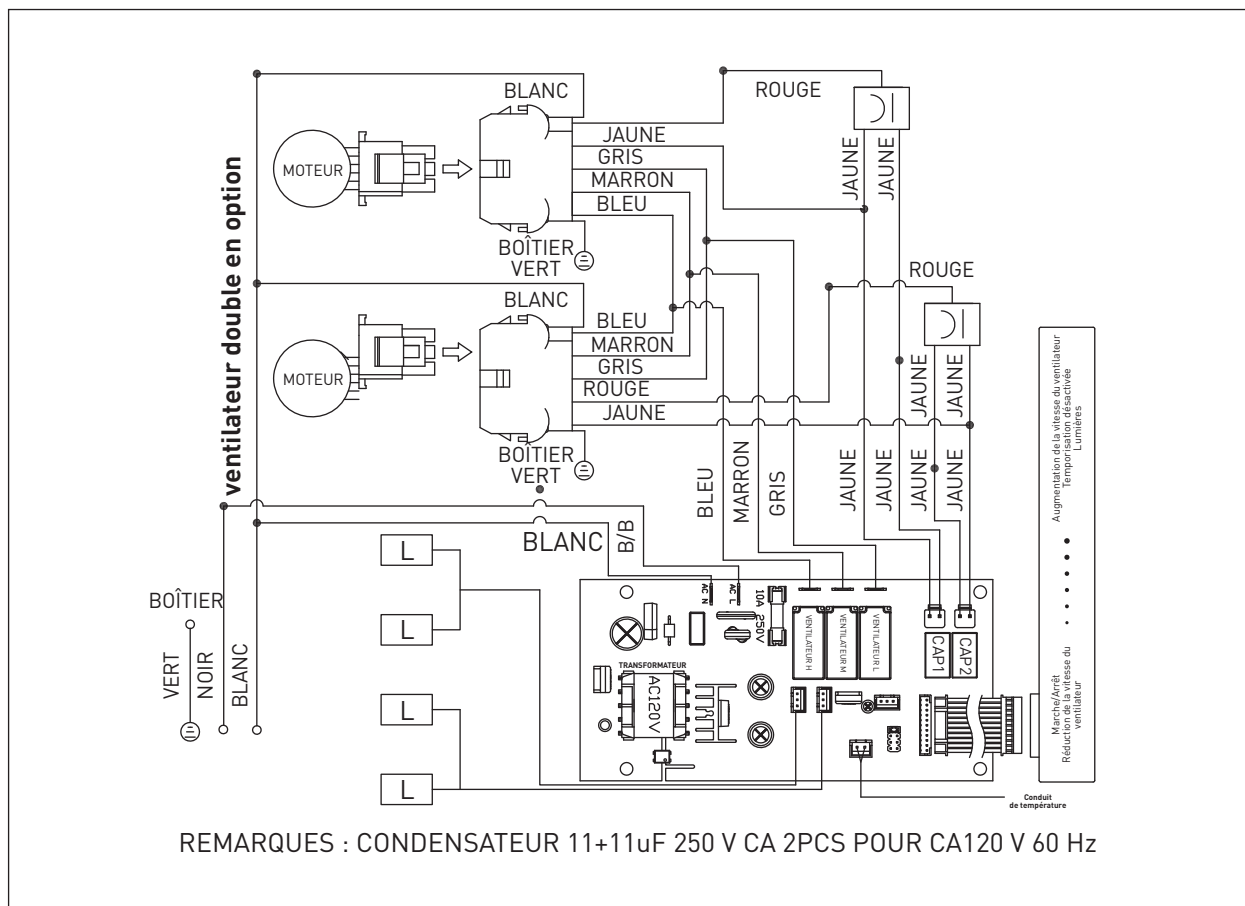 BLANC
ROUGE
JAUNE
GRIS
MARRON
BLEU
BOÎTIER
VERT
MOTEUR
JAUNE
JAUNE
ventilateur double en option
ROUGE
BLANC
BLEU
MARRON
GRIS
ROUGE
JAUNE
BOÎTIER
VERT
MOTEUR
JAUNE
JAUNE
BLEU
MARRON
GRIS
JAUNE
JAUNE
JAUNE
JAUNE
BLANC
B/B
L
L
L
L
BOÎTIER
VERT
NOIR
BLANC
AC N
AC L
10A 250V
VENTILATEUR H
VENTILATEUR M
VENTILATEUR L
CAP1
CAP2
TRANSFORMATEUR
AC120V
Augmentation de la vitesse du ventilateur
Temporisation désactivée
Lumières
Marche/Arrêt
Réduction de la vitesse du
ventilateur
Conduit
de température
REMARQUES : CONDENSATEUR 11+11uF 250 V CA 2PCS POUR CA120 V 60 Hz